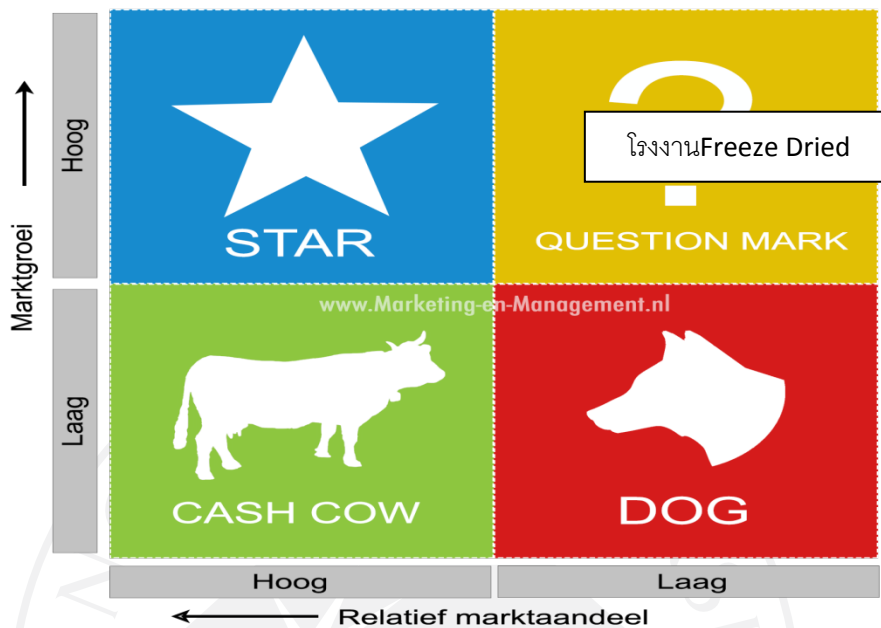 Marktgroei
Hoog
Laag
STAR
โรงงานFreeze Dried
QUESTION MARK
www.Marketing-en-Management.nl
CASH COW
DOG
Hoog
Laag
Relatief marktaandeel